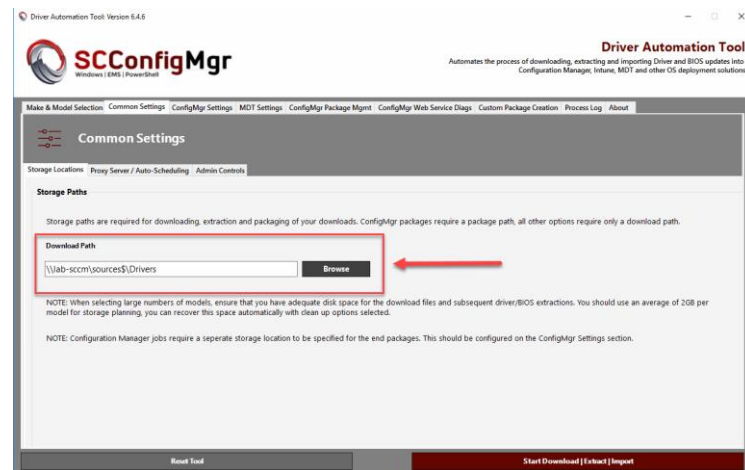 Driver Automation Tool: Version 6.4.6
SCConfigMgr
Windows | EMS | PowerShell
Driver Automation Tool
Automates the process of downloading, extracting and importing Driver and BIOS updates into
Configuration Manager, Intune, MDT and other OS deployment solutions
Make & Model Selection Common Settings ConfigMgr Settings MDT Settings ConfigMgr Package Mgmt ConfigMgr Web Service Diags Custom Package Creation Process Log About
Common Settings
Storage Locations Proxy Server / Auto-Scheduling Admin Controls
Storage Paths
Storage paths are required for downloading, extraction and packaging of your downloads. ConfigMgr packages require a package path, all other options require only a download path.
Download Path
\\lab-sccm\sources$\Drivers Browse
NOTE: When selecting large numbers of models, ensure that you have adequate disk space for the download files and subsequent driver/BIOS extractions. You should use an average of 2GB per
model for storage planning, you can recover this space automatically with clean up options selected.
NOTE: Configuration Manager jobs require a seperate storage location to be specified for the end packages. This should be configured on the ConfigMgr Settings section.
Reset Tool Start Download | Extract | Import